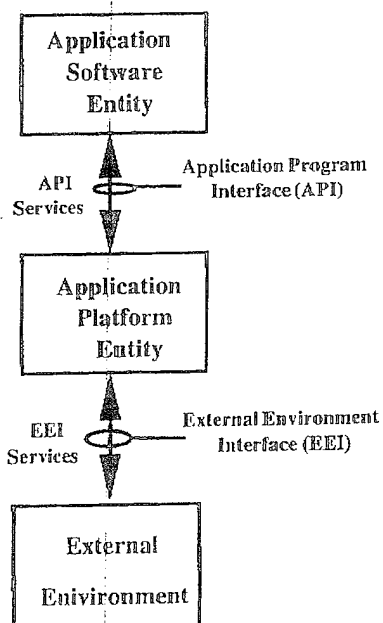 Application
Software
Entity
API
Services
Application Program
Interface (API)
Application
Platform
Entity
EEI
Services
External Environment
Interface (EEI)
External
Enivironment